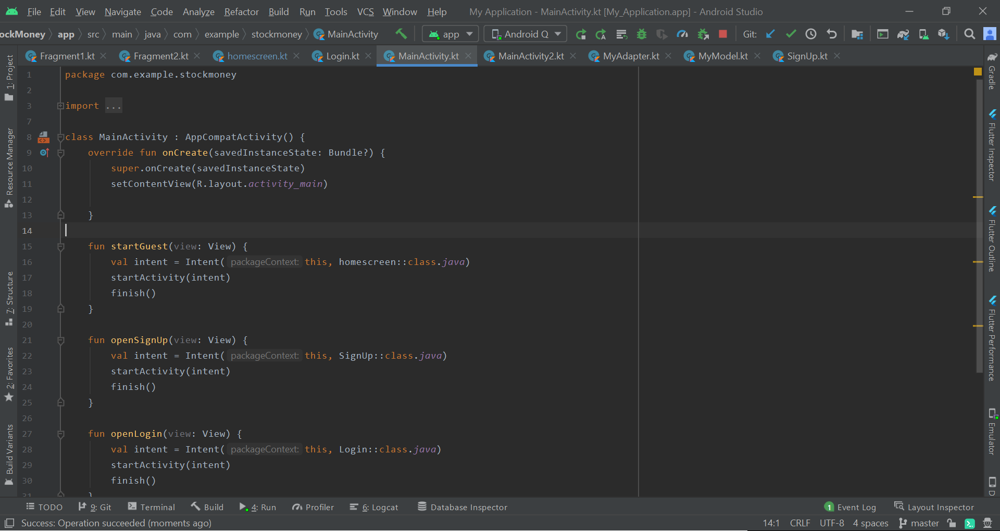 File Edit View Navigate Code Analyze Refactor Build Run Tools VCS Window Help My Application - MainActivity.kt [My_Application.app] - Android Studio
ockMoney app src main java com example stockmoney MainActivity app Android Q Git:
Fragment1.kt Fragment2.kt homescreen.kt Login.kt MainActivity.kt MainActivity2.kt MyAdapter.kt MyModel.kt SignUp.kt
1: Project
Resource Manager
7: Structure
2: Favorites
Build Variants
1 package com.example.stockmoney
2
3 import ...
7
8 class MainActivity : AppCompatActivity() {
9 override fun onCreate(savedInstanceState: Bundle?) {
10 super.onCreate(savedInstanceState)
11 setContentView(R.layout.activity_main)
12
13 }
14
15 fun startGuest(view: View) {
16 val intent = Intent( packageContext: this, homescreen::class.java)
17 startActivity(intent)
18 finish()
19 }
20
21 fun openSignUp(view: View) {
22 val intent = Intent( packageContext: this, SignUp::class.java)
23 startActivity(intent)
24 finish()
25 }
26
27 fun openLogin(view: View) {
28 val intent = Intent( packageContext: this, Login::class.java)
29 startActivity(intent)
30 finish()
31 }
Gradle
Flutter Inspector
Flutter Outline
Flutter Performance
Emulator
D
TODO 9: Git Terminal Build 4: Run Profiler 6: Logcat Database Inspector 1 Event Log Layout Inspector
Success: Operation succeeded (moments ago) 14:1 CRLF UTF-8 4 spaces master